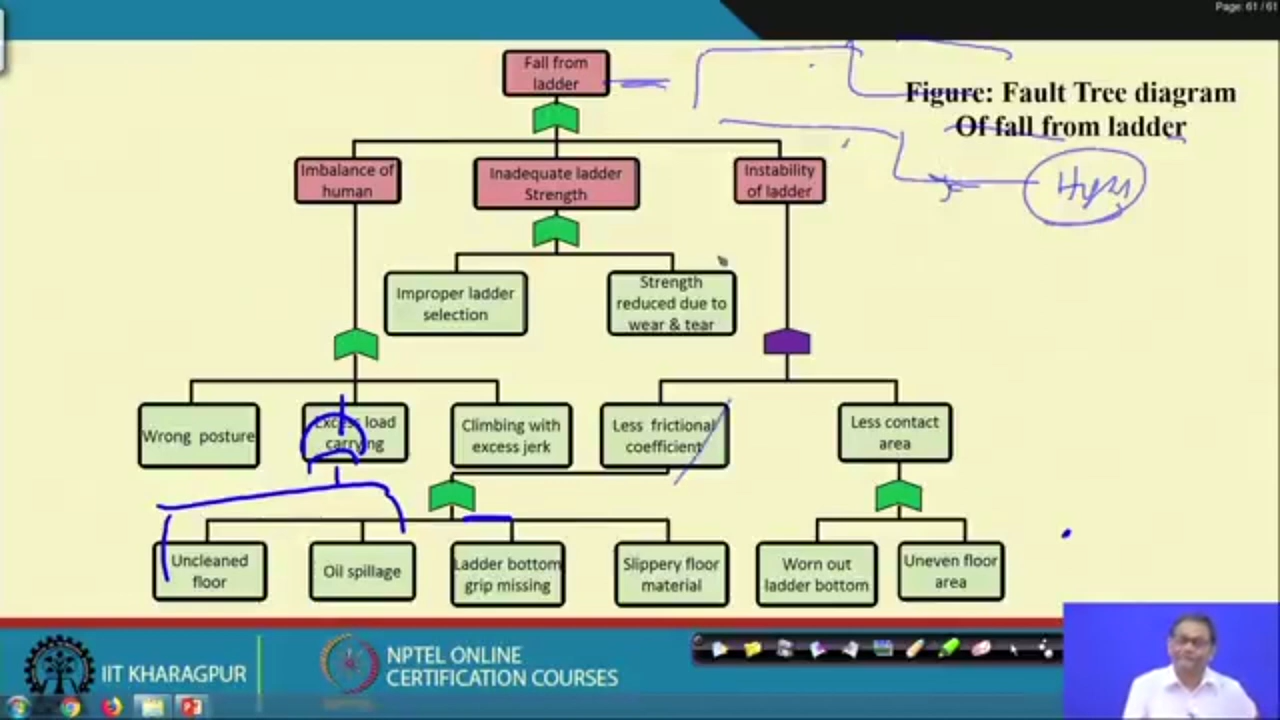 Page: 61 / 61
Fall from
ladder
Figure: Fault Tree diagram
Of fall from ladder
Imbalance of
human
Inadequate ladder
Strength
Instability
of ladder
Improper ladder
selection
Strength
reduced due to
wear & tear
Wrong posture
Excess load
carrying
Climbing with
excess jerk
Less frictional
coefficient
Less contact
area
Uncleaned
floor
Oil spillage
Ladder bottom
grip missing
Slippery floor
material
Worn out
ladder bottom
Uneven floor
area
IIT KHARAGPUR
NPTEL ONLINE
CERTIFICATION COURSES